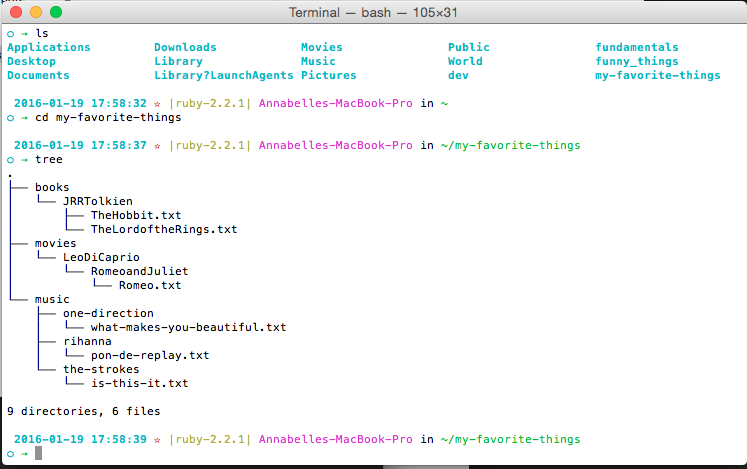 Terminal — bash — 105×31
○ → ls
Applications Downloads Movies Public fundamentals
Desktop Library Music World funny_things
Documents Library?LaunchAgents Pictures dev my-favorite-things
2016-01-19 17:58:32 ☆ |ruby-2.2.1| Annabelles-MacBook-Pro in ~
○ → cd my-favorite-things
2016-01-19 17:58:37 ☆ |ruby-2.2.1| Annabelles-MacBook-Pro in ~/my-favorite-things
○ → tree
.
├── books
│   └── JRRTolkien
│       ├── TheHobbit.txt
│       └── TheLordoftheRings.txt
├── movies
│   └── LeoDiCaprio
│       └── RomeoandJuliet
│           └── Romeo.txt
└── music
    ├── one-direction
    │   └── what-makes-you-beautiful.txt
    ├── rihanna
    │   └── pon-de-replay.txt
    └── the-strokes
        └── is-this-it.txt
9 directories, 6 files
2016-01-19 17:58:39 ☆ |ruby-2.2.1| Annabelles-MacBook-Pro in ~/my-favorite-things
○ →